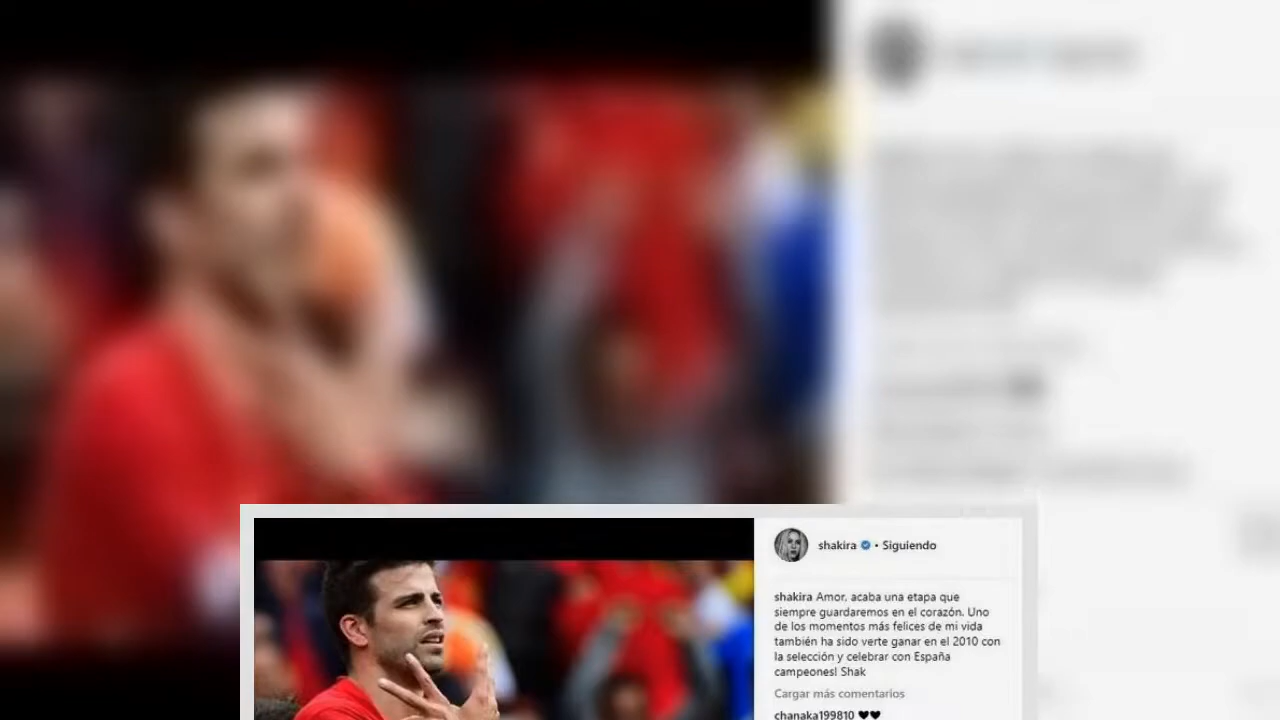 shakira • Siguiendo
shakira Amor, acaba una etapa que
siempre guardaremos en el corazón. Uno
de los momentos más felices de mi vida
también ha sido verte ganar en el 2010 con
la selección y celebrar con España
campeones! Shak
Cargar más comentarios
chanaka199810 ♥♥